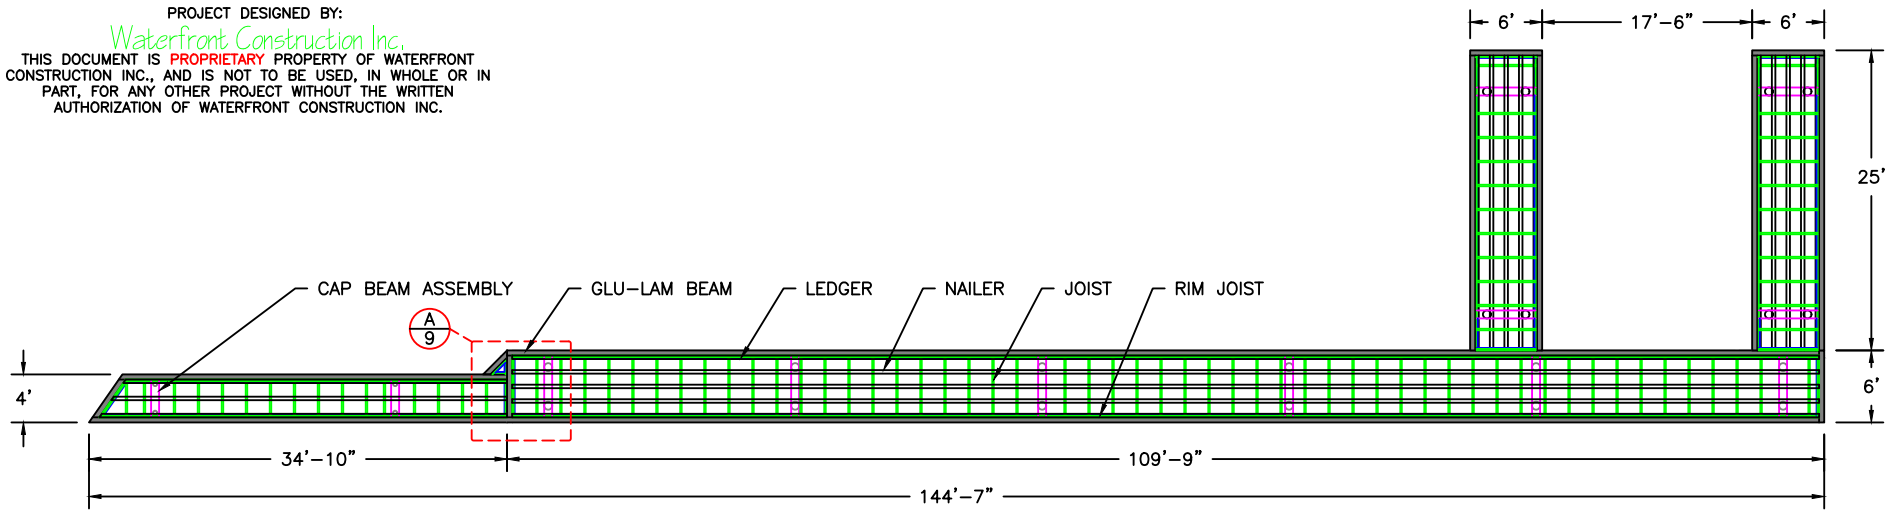 PROJECT DESIGNED BY:
Waterfront Construction Inc.
THIS DOCUMENT IS PROPRIETARY PROPERTY OF WATERFRONT
CONSTRUCTION INC., AND IS NOT TO BE USED, IN WHOLE OR IN
PART, FOR ANY OTHER PROJECT WITHOUT THE WRITTEN
AUTHORIZATION OF WATERFRONT CONSTRUCTION INC.
6'
17'-6"
6'
25'
CAP BEAM ASSEMBLY
GLU-LAM BEAM
LEDGER
NAILER
JOIST
RIM JOIST
A
9
4'
6'
34'-10"
109'-9"
144'-7"